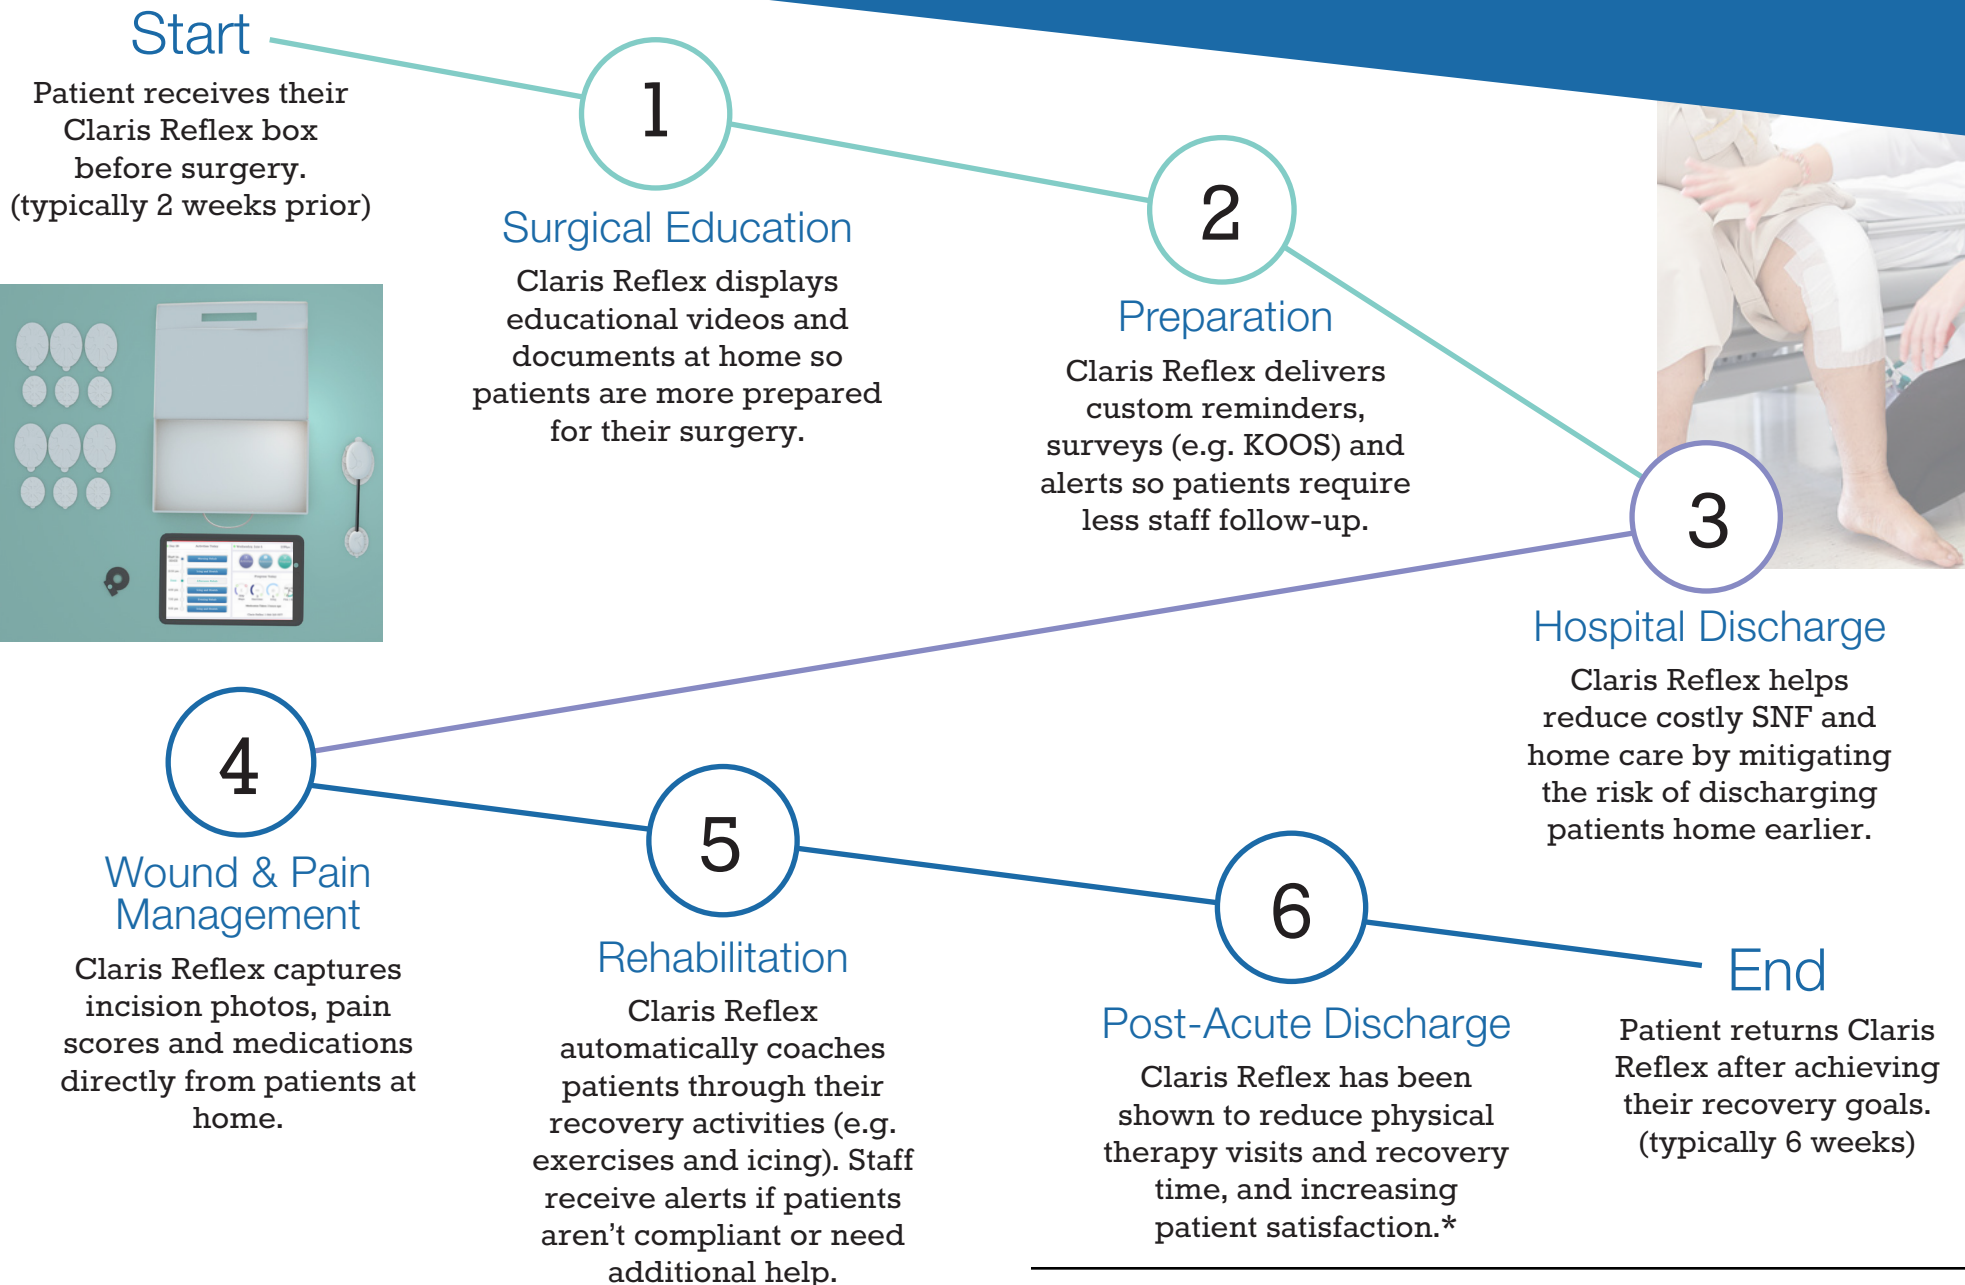 Start
Patient receives their
Claris Reflex box
before surgery.
(typically 2 weeks prior)
1
Surgical Education
Claris Reflex displays
educational videos and
documents at home so
patients are more prepared
for their surgery.
2
Preparation
Claris Reflex delivers
custom reminders,
surveys (e.g. KOOS) and
alerts so patients require
less staff follow-up.
3
Hospital Discharge
Claris Reflex helps
reduce costly SNF and
home care by mitigating
the risk of discharging
patients home earlier.
4
Wound & Pain
Management
Claris Reflex captures
incision photos, pain
scores and medications
directly from patients at
home.
5
Rehabilitation
Claris Reflex
automatically coaches
patients through their
recovery activities (e.g.
exercises and icing). Staff
receive alerts if patients
aren't compliant or need
additional help.
6
Post-Acute Discharge
Claris Reflex has been
shown to reduce physical
therapy visits and recovery
time, and increasing
patient satisfaction.*
End
Patient returns Claris
Reflex after achieving
their recovery goals.
(typically 6 weeks)